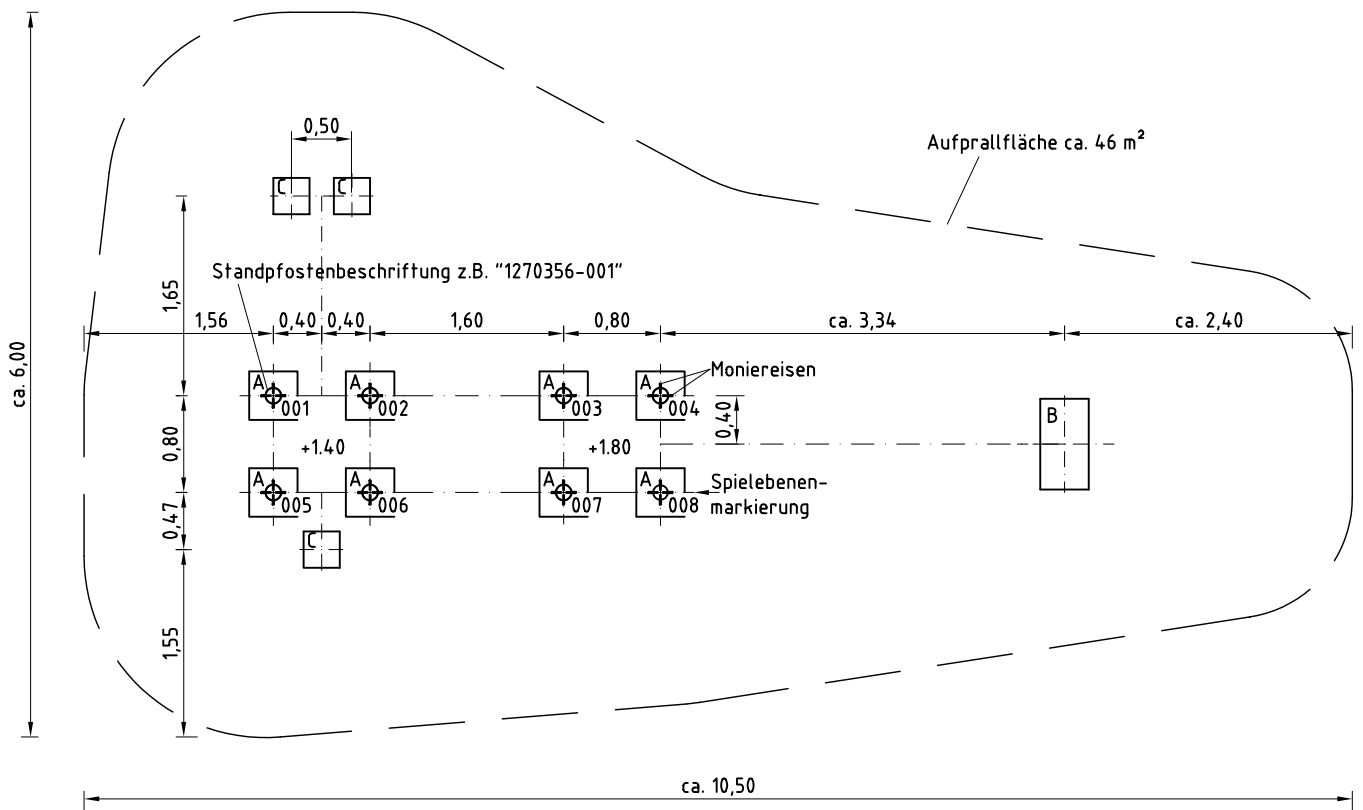 0,50
Aufprallfläche ca. 46 m²
C
C
Standpfostenbeschriftung z.B. "1270356-001"
ca. 6,00
1,65
1,56
0,40
0,40
1,60
0,80
ca. 3,34
ca. 2,40
Moniereisen
A
001
A
002
A
003
A
004
0,40
B
0,80
+1.40
+1.80
A
005
A
006
A
007
A
008
Spielebenen-
markierung
0,47
C
1,55
ca. 10,50